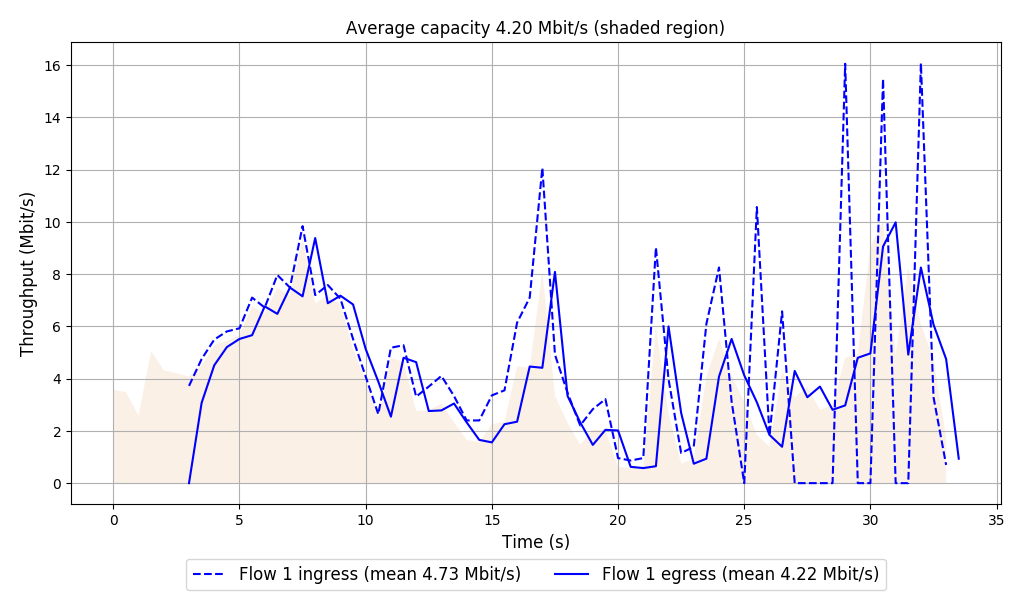 Average capacity 4.20 Mbit/s (shaded region)
Throughput (Mbit/s)
16
14
12
10
8
6
4
2
0
0 5 10 15 20 25 30 35
Time (s)
Flow 1 ingress (mean 4.73 Mbit/s) Flow 1 egress (mean 4.22 Mbit/s)